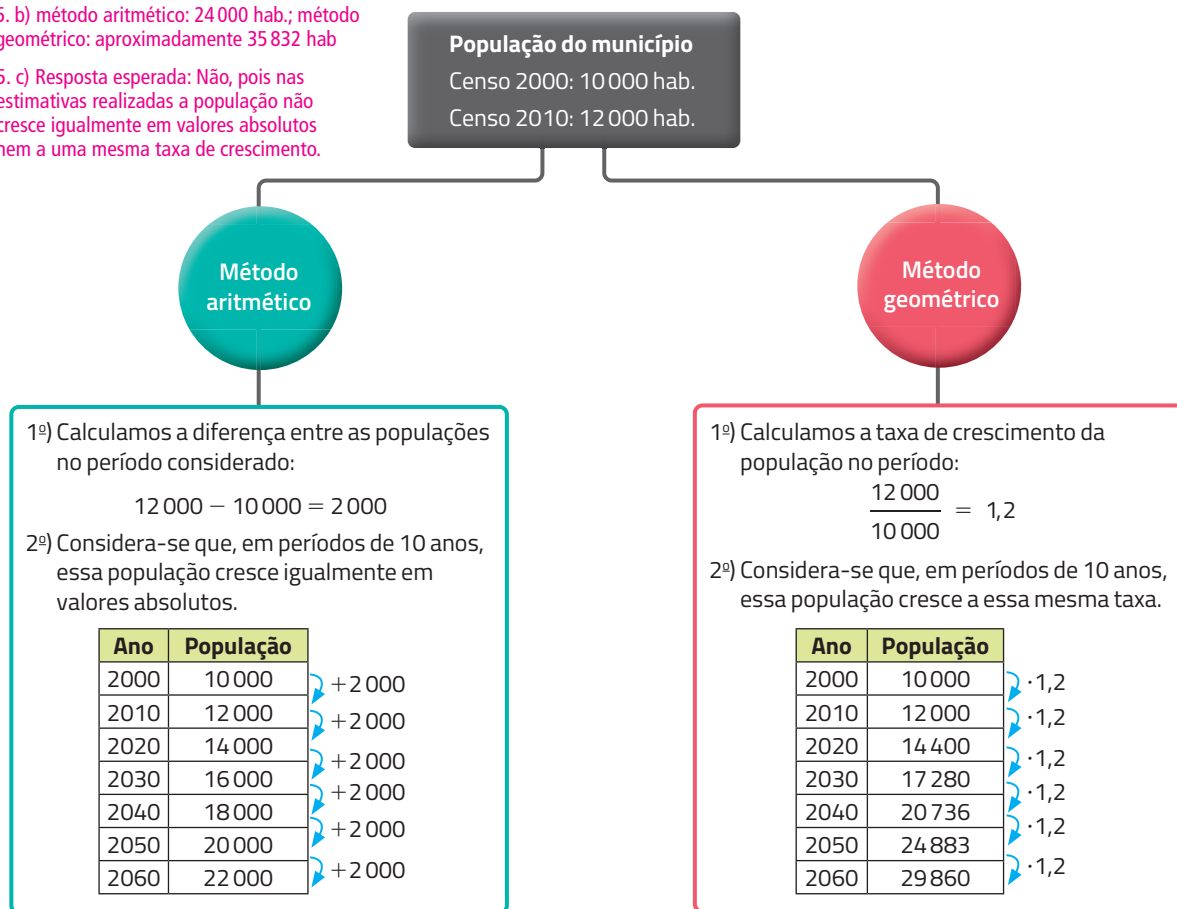 5. b) método aritmético: 24 000 hab.; método
geométrico: aproximadamente 35 832 hab
5. c) Resposta esperada: Não, pois nas
estimativas realizadas a população não
cresce igualmente em valores absolutos
nem a uma mesma taxa de crescimento.
População do município
Censo 2000: 10 000 hab.
Censo 2010: 12 000 hab.
Método
aritmético
1º) Calculamos a diferença entre as populações
no período considerado:
12 000 − 10 000 = 2 000
2º) Considera-se que, em períodos de 10 anos,
essa população cresce igualmente em
valores absolutos.
Ano População
2000 10 000
+2 000
2010 12 000
+2 000
2020 14 000
+2 000
2030 16 000
+2 000
2040 18 000
+2 000
2050 20 000
+2 000
2060 22 000
Método
geométrico
1º) Calculamos a taxa de crescimento da
população no período:
12 000
= 1,2
10 000
2º) Considera-se que, em períodos de 10 anos,
essa população cresce a essa mesma taxa.
Ano População
2000 10 000
·1,2
2010 12 000
·1,2
2020 14 400
·1,2
2030 17 280
·1,2
2040 20 736
·1,2
2050 24 883
·1,2
2060 29 860